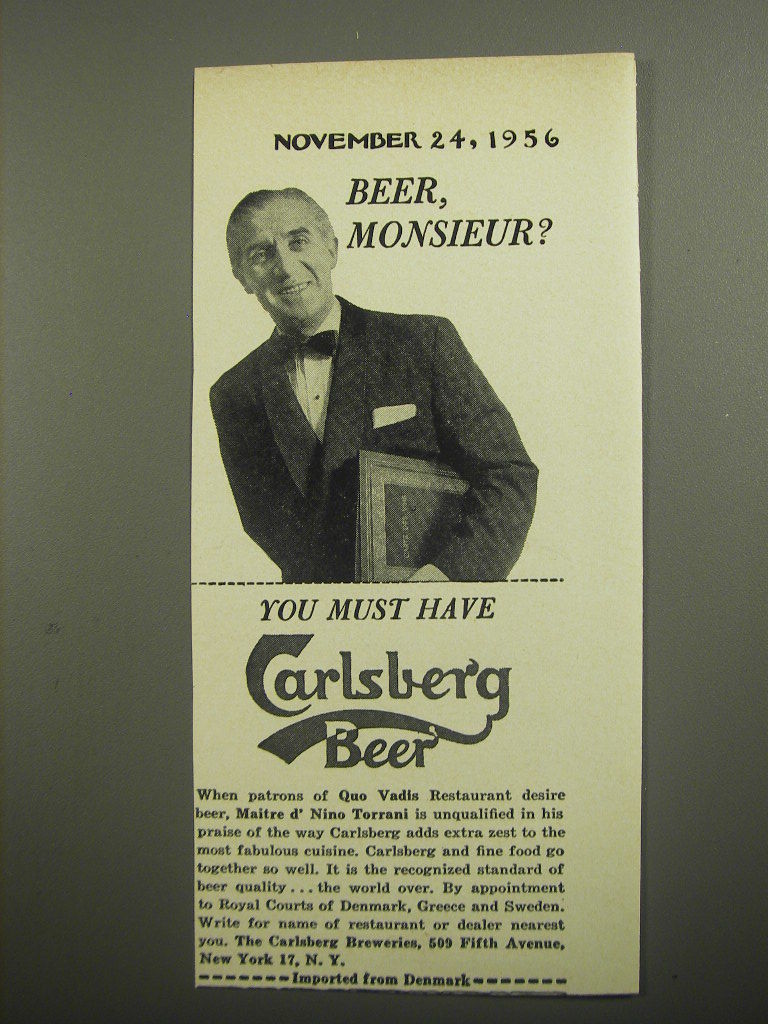 NOVEMBER 24, 1956
BEER,
MONSIEUR?
YOU MUST HAVE
Carlsberg
Beer
When patrons of Quo Vadis Restaurant desire
beer, Maitre d' Nino Torrani is unqualified in his
praise of the way Carlsberg adds extra zest to the
most fabulous cuisine. Carlsberg and fine food go
together so well. It is the recognized standard of
beer quality...the world over. By appointment
to Royal Courts of Denmark, Greece and Sweden.
Write for name of restaurant or dealer nearest
you. The Carlsberg Breweries, 509 Fifth Avenue,
New York 17, N. Y.
Imported from Denmark